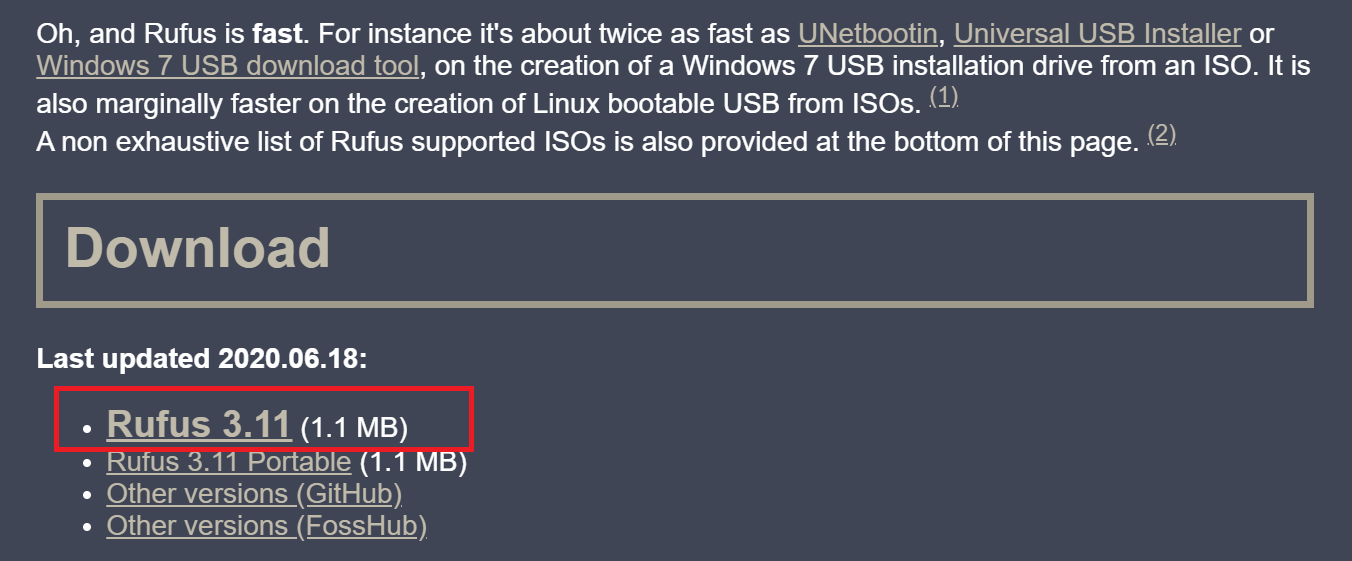 Oh, and Rufus is fast. For instance it's about twice as fast as UNetbootin, Universal USB Installer or
Windows 7 USB download tool, on the creation of a Windows 7 USB installation drive from an ISO. It is
also marginally faster on the creation of Linux bootable USB from ISOs. (1)
A non exhaustive list of Rufus supported ISOs is also provided at the bottom of this page. (2)
Download
Last updated 2020.06.18:
• Rufus 3.11 (1.1 MB)
• Rufus 3.11 Portable (1.1 MB)
• Other versions (GitHub)
• Other versions (FossHub)